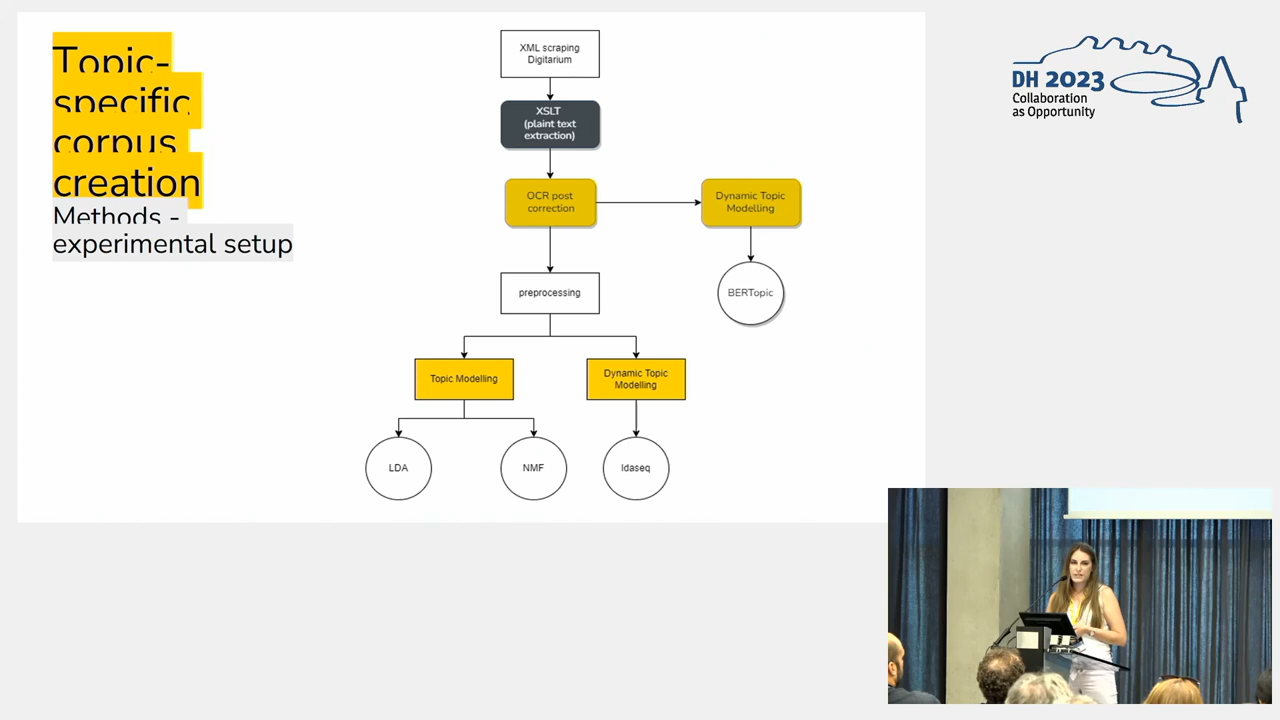 Topic-
specific
corpus
creation
Methods -
experimental setup
XML scraping
Digitarium
XSLT
(plaint text
extraction)
OCR post
correction
Dynamic Topic
Modelling
BERTopic
preprocessing
Topic Modelling
Dynamic Topic
Modelling
LDA
NMF
ldaseq
DH 2023
Collaboration
as Opportunity